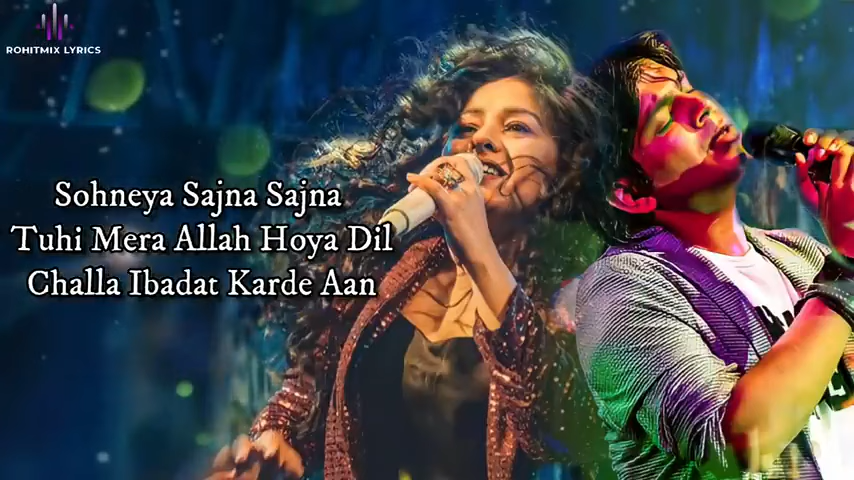 ROHITMIX LYRICS
Sohneya Sajna Sajna
Tuhi Mera Allah Hoya Dil
Challa Ibadat Karde Aan